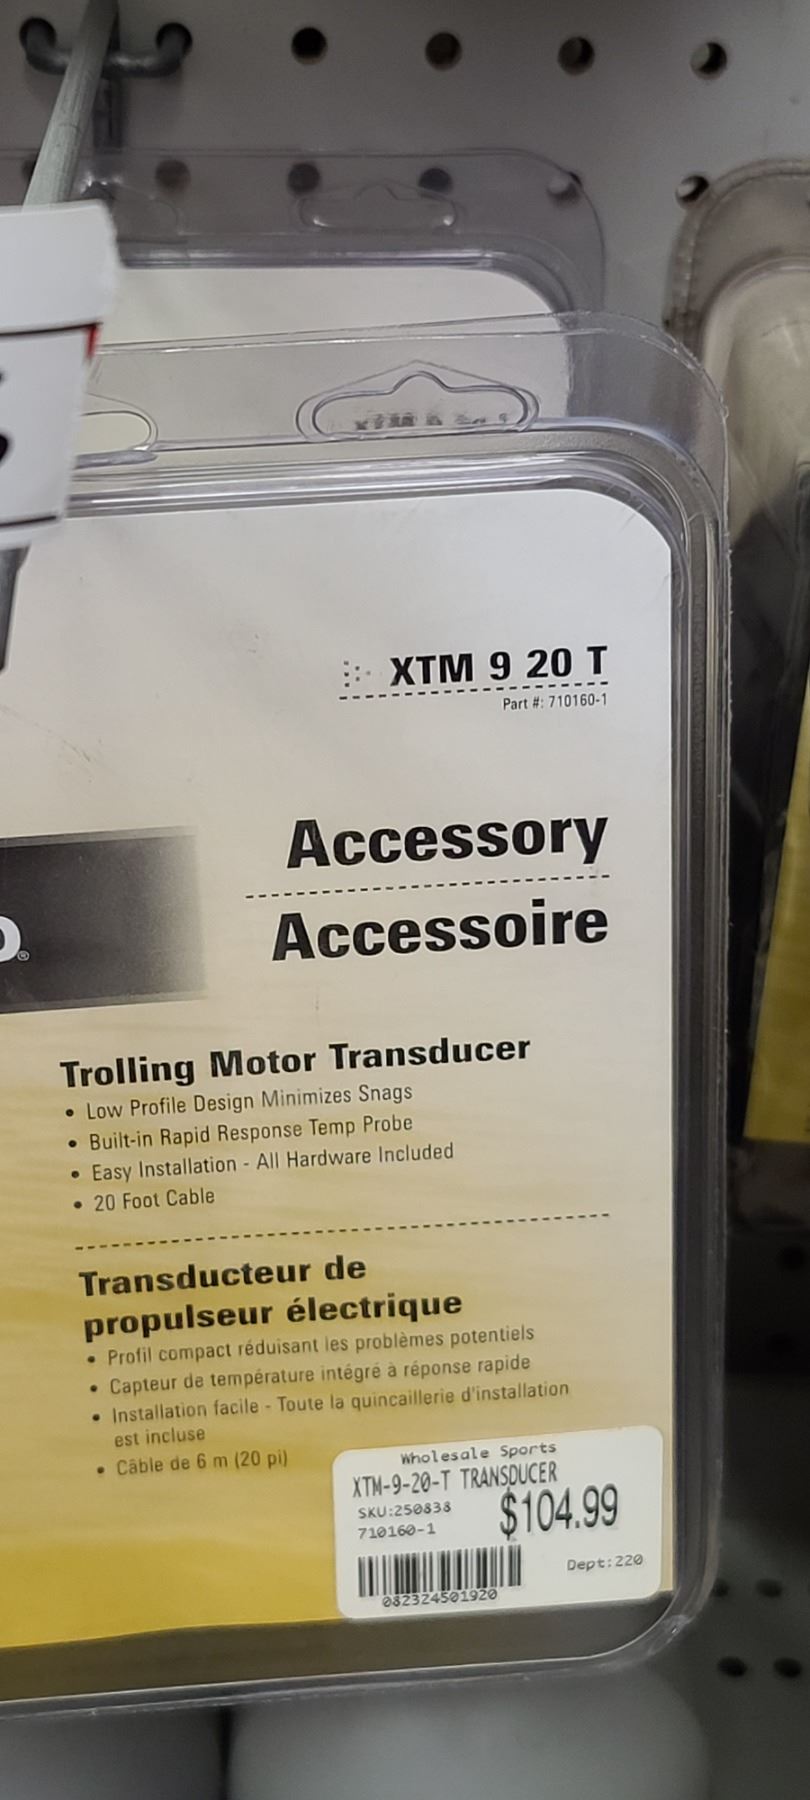 XTM 9 20 T
Part #: 710160-1
Accessory
Accessoire
®
Trolling Motor Transducer
• Low Profile Design Minimizes Snags
• Built-in Rapid Response Temp Probe
• Easy Installation - All Hardware Included
• 20 Foot Cable
Transducteur de
propulseur électrique
• Profil compact réduisant les problèmes potentiels
• Capteur de température intégré à réponse rapide
• Installation facile - Toute la quincaillerie d'installation
est incluse
• Câble de 6 m (20 pi)
Wholesale Sports
XTM-9-20-T TRANSDUCER
SKU:250838
$104.99
710160-1
Dept:220
082324501920